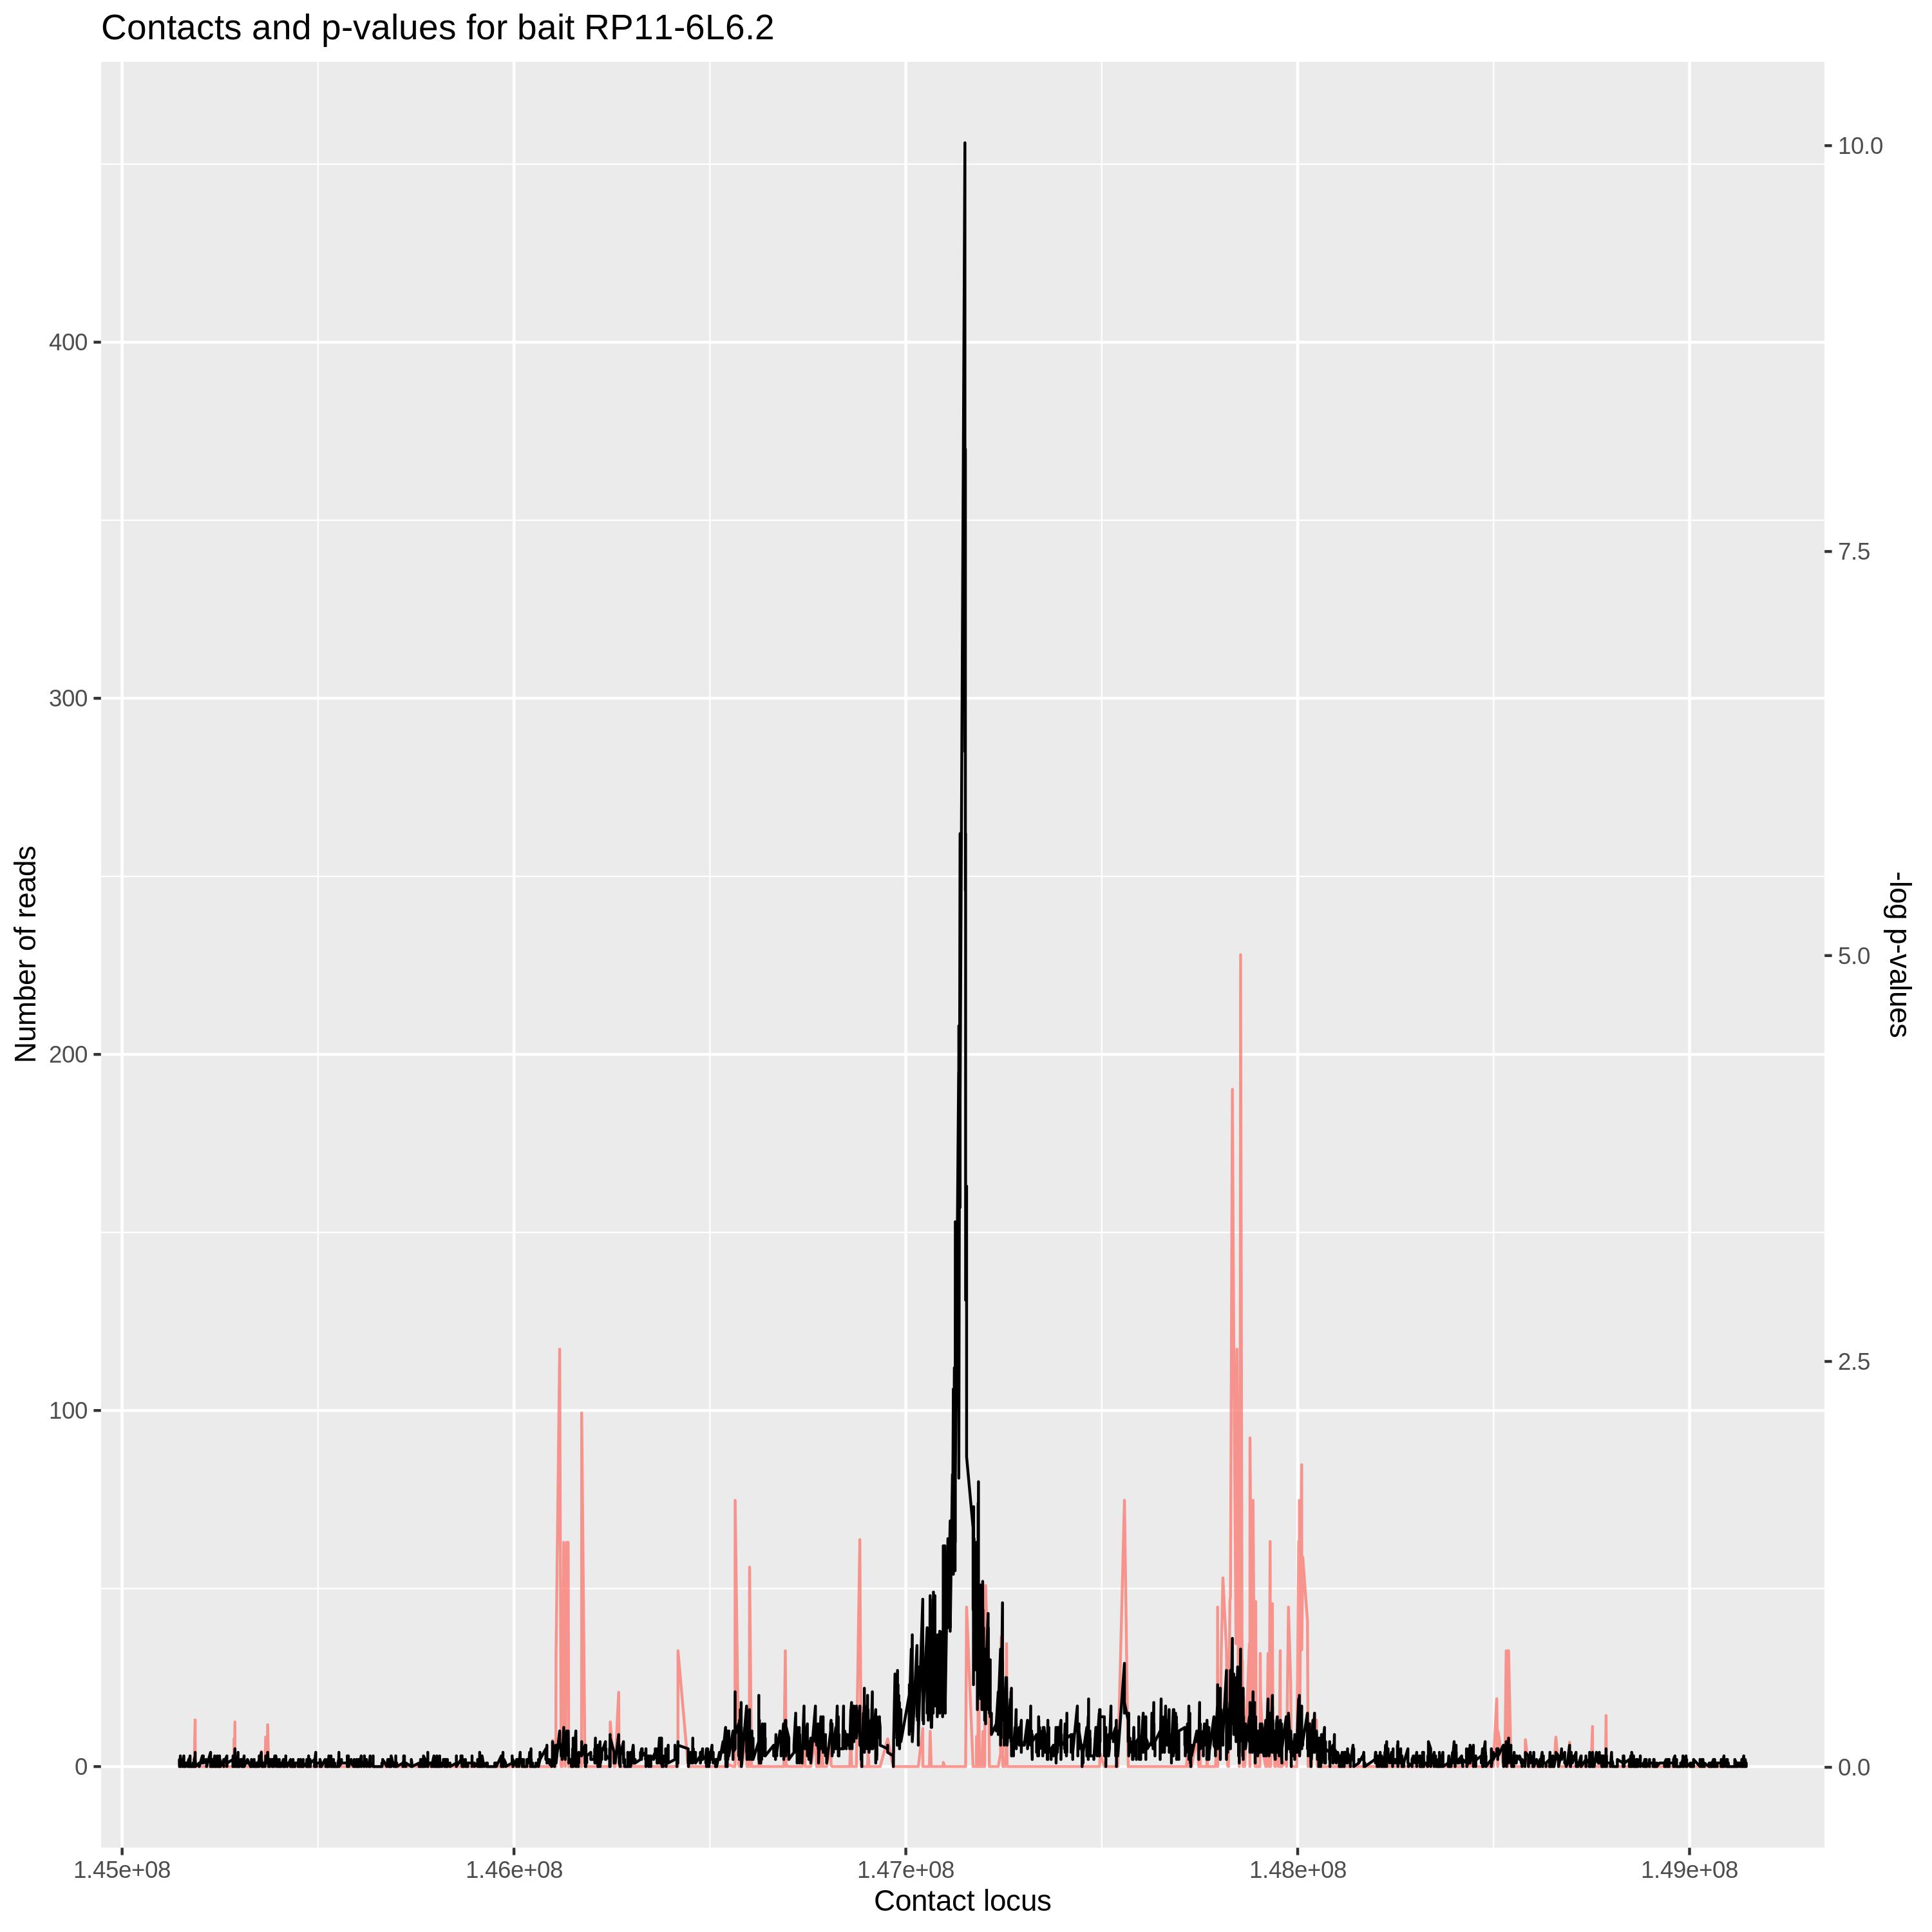 Contacts and p-values for bait RP11-6L6.2
Number of reads
400
300
200
100
0
10.0
7.5
5.0
2.5
0.0
-log p-values
1.45e+08 1.46e+08 1.47e+08 1.48e+08 1.49e+08
Contact locus